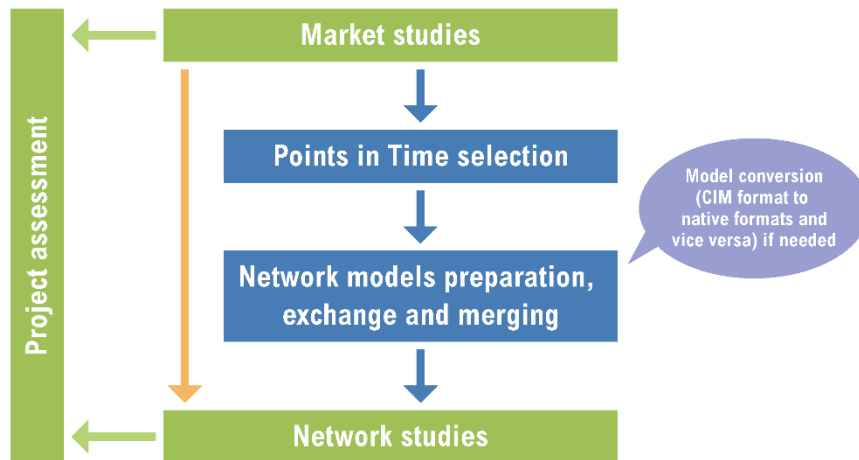 Market studies
Project assessment
Points in Time selection
Model conversion
(CIM format to
native formats and
vice versa) if needed
Network models preparation,
exchange and merging
Network studies